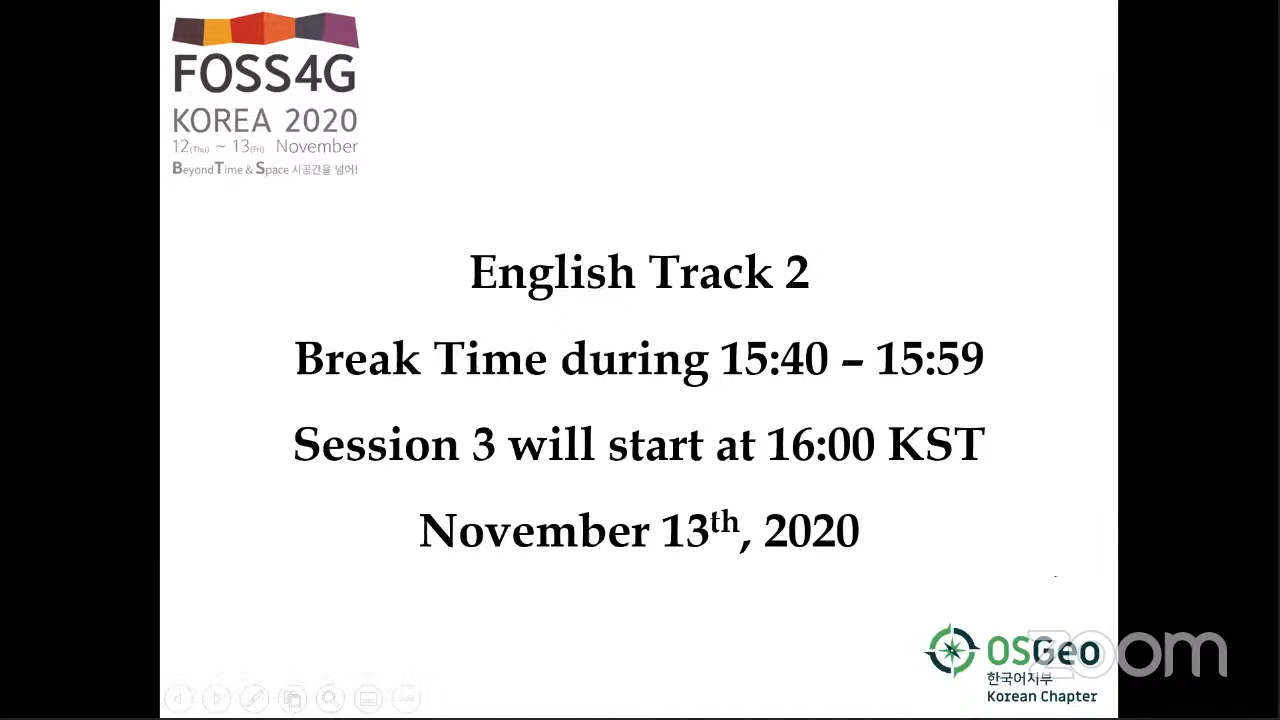 FOSS4G
KOREA 2020
12(Thu) ~ 13(Fri) November
BeyondTime & Space 시공간을 넘어!
English Track 2
Break Time during 15:40 – 15:59
Session 3 will start at 16:00 KST
November 13th, 2020
OSGeo
zoom
한국어지부
Korean Chapter